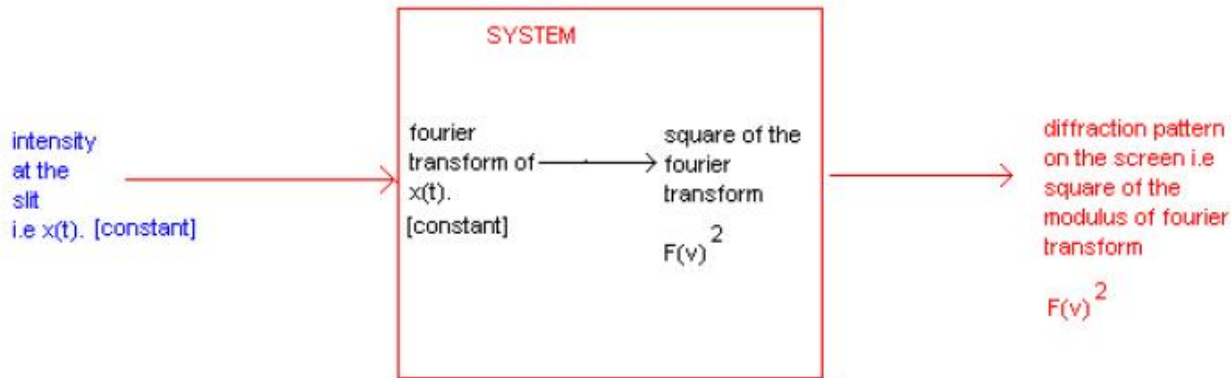 SYSTEM
intensity
at the
slit
i.e x(t). [constant]
fourier
transform of
x(t).
[constant]
square of the
fourier
transform
F(v)²
diffraction pattern
on the screen i.e
square of the
modulus of fourier
transform
F(v)²